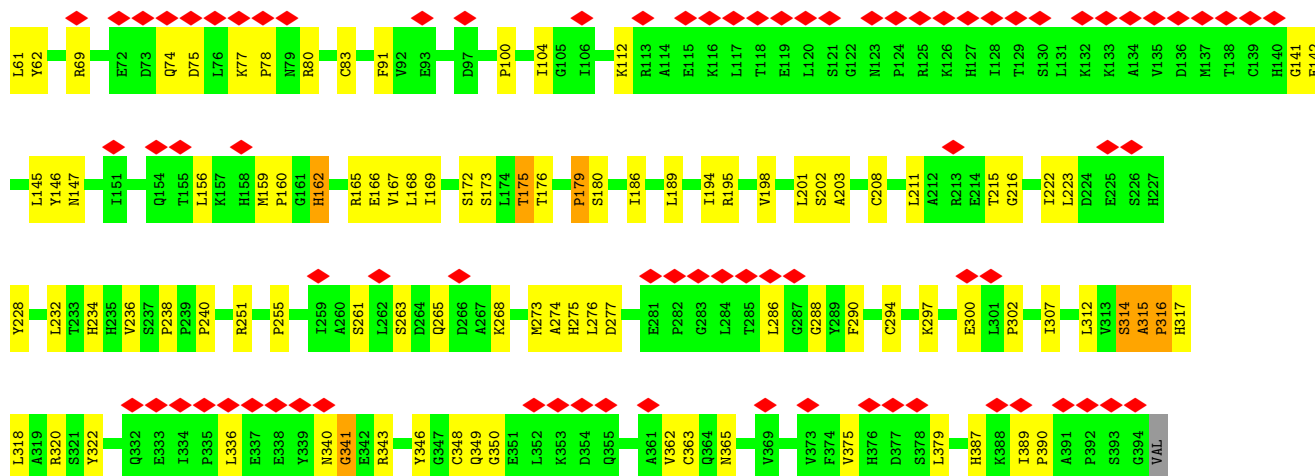 L61 Y62 R69 E72 D73 Q74 D75 L76 K77 P78 N79 R80 C83 F91 V92 E93 D97 P100 I104 G105 I106 K112 R113 A114 E115 K116 L117 T118 E119 L120 S121 G122 N123 P124 R125 K126 H127 I128 T129 S130 L131 K132 K133 A134 V135 D136 M137 T138 C139 H140 G141
L145 Y146 N147 I151 Q154 T155 L156 K157 H158 M159 P160 G161 H162 R165 E166 V167 L168 I169 S172 S173 L174 T175 T176 P179 S180 I186 L189 I194 R195 V198 L201 S202 A203 C208 L211 A212 R213 E214 T215 G216 I222 L223 D224 E225 S226 H227
Y228 L232 T233 H234 H235 V236 S237 P238 P239 P240 R251 P255 I259 A260 S261 L262 S263 D264 Q265 D266 A267 K268 M273 A274 H275 L276 D277 E281 P282 G283 L284 T285 L286 G287 G288 Y289 F290 C294 K297 E300 L301 P302 I307 L312 V313 S314 A315 P316 H317
L318 A319 R320 S321 Y322 Q332 E333 I334 P335 L336 E337 E338 Y339 N340 G341 E342 R343 Y346 G347 C348 Q349 G350 E351 L352 K353 D354 Q355 A361 V362 C363 Q364 N365 V369 V373 F374 V375 H376 D377 S378 L379 H387 K388 I389 P390 A391 P392 S393 G394 VAL